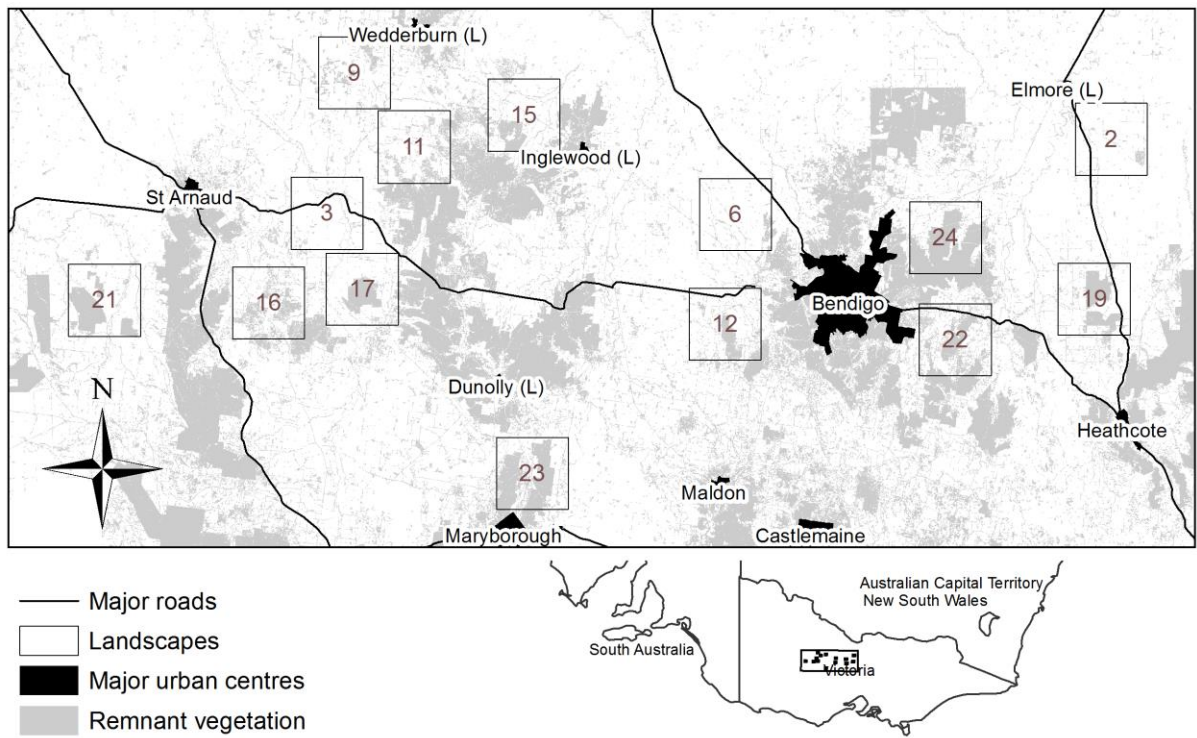 Wedderburn (L)
9
15
Elmore (L)
11
2
Inglewood (L)
St Arnaud
3
6
24
21
16
17
19
Bendigo
12
22
Dunolly (L)
N
Heathcote
23
Maldon
Maryborough
Castlemaine
Major roads
Landscapes
Major urban centres
Remnant vegetation
Australian Capital Territory
New South Wales
South Australia
Victoria